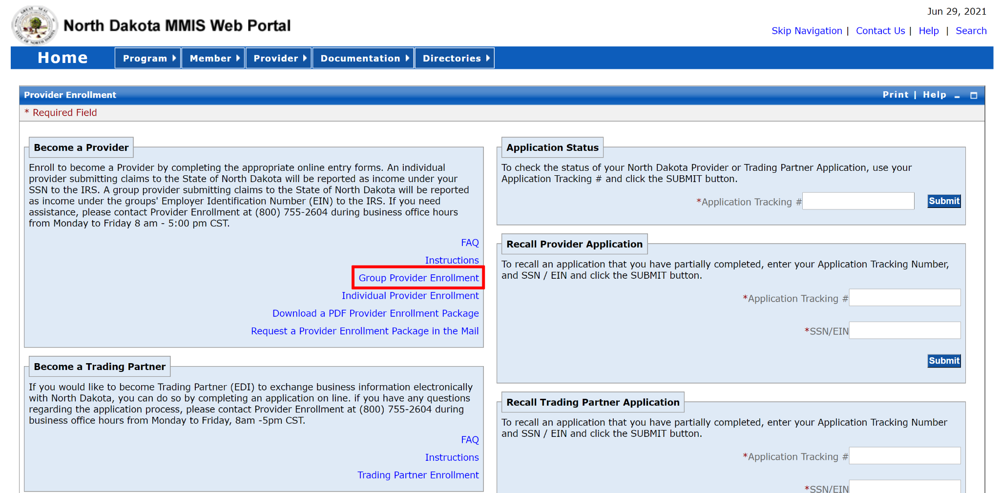 Jun 29, 2021
North Dakota MMIS Web Portal
Skip Navigation | Contact Us | Help | Search
Home Program Member Provider Documentation Directories
Provider Enrollment
Print | Help
* Required Field
Become a Provider
Enroll to become a Provider by completing the appropriate online entry forms. An individual
provider submitting claims to the State of North Dakota will be reported as income under your
SSN to the IRS. A group provider submitting claims to the State of North Dakota will be reported
as income under the groups' Employer Identification Number (EIN) to the IRS. If you need
assistance, please contact Provider Enrollment at (800) 755-2604 during business office hours
from Monday to Friday 8 am - 5:00 pm CST.
FAQ
Instructions
Group Provider Enrollment
Individual Provider Enrollment
Download a PDF Provider Enrollment Package
Request a Provider Enrollment Package in the Mail
Become a Trading Partner
If you would like to become Trading Partner (EDI) to exchange business information electronically
with North Dakota, you can do so by completing an application on line. if you have any questions
regarding the application process, please contact Provider Enrollment at (800) 755-2604 during
business office hours from Monday to Friday, 8am -5pm CST.
FAQ
Instructions
Trading Partner Enrollment
Application Status
To check the status of your North Dakota Provider or Trading Partner Application, use your
Application Tracking # and click the SUBMIT button.
*Application Tracking #
Submit
Recall Provider Application
To recall an application that you have partially completed, enter your Application Tracking Number,
and SSN / EIN and click the SUBMIT button.
*Application Tracking #
*SSN/EIN
Submit
Recall Trading Partner Application
To recall an application that you have partially completed, enter your Application Tracking Number
and SSN / EIN and click the SUBMIT button.
*Application Tracking #
*SSN/EIN